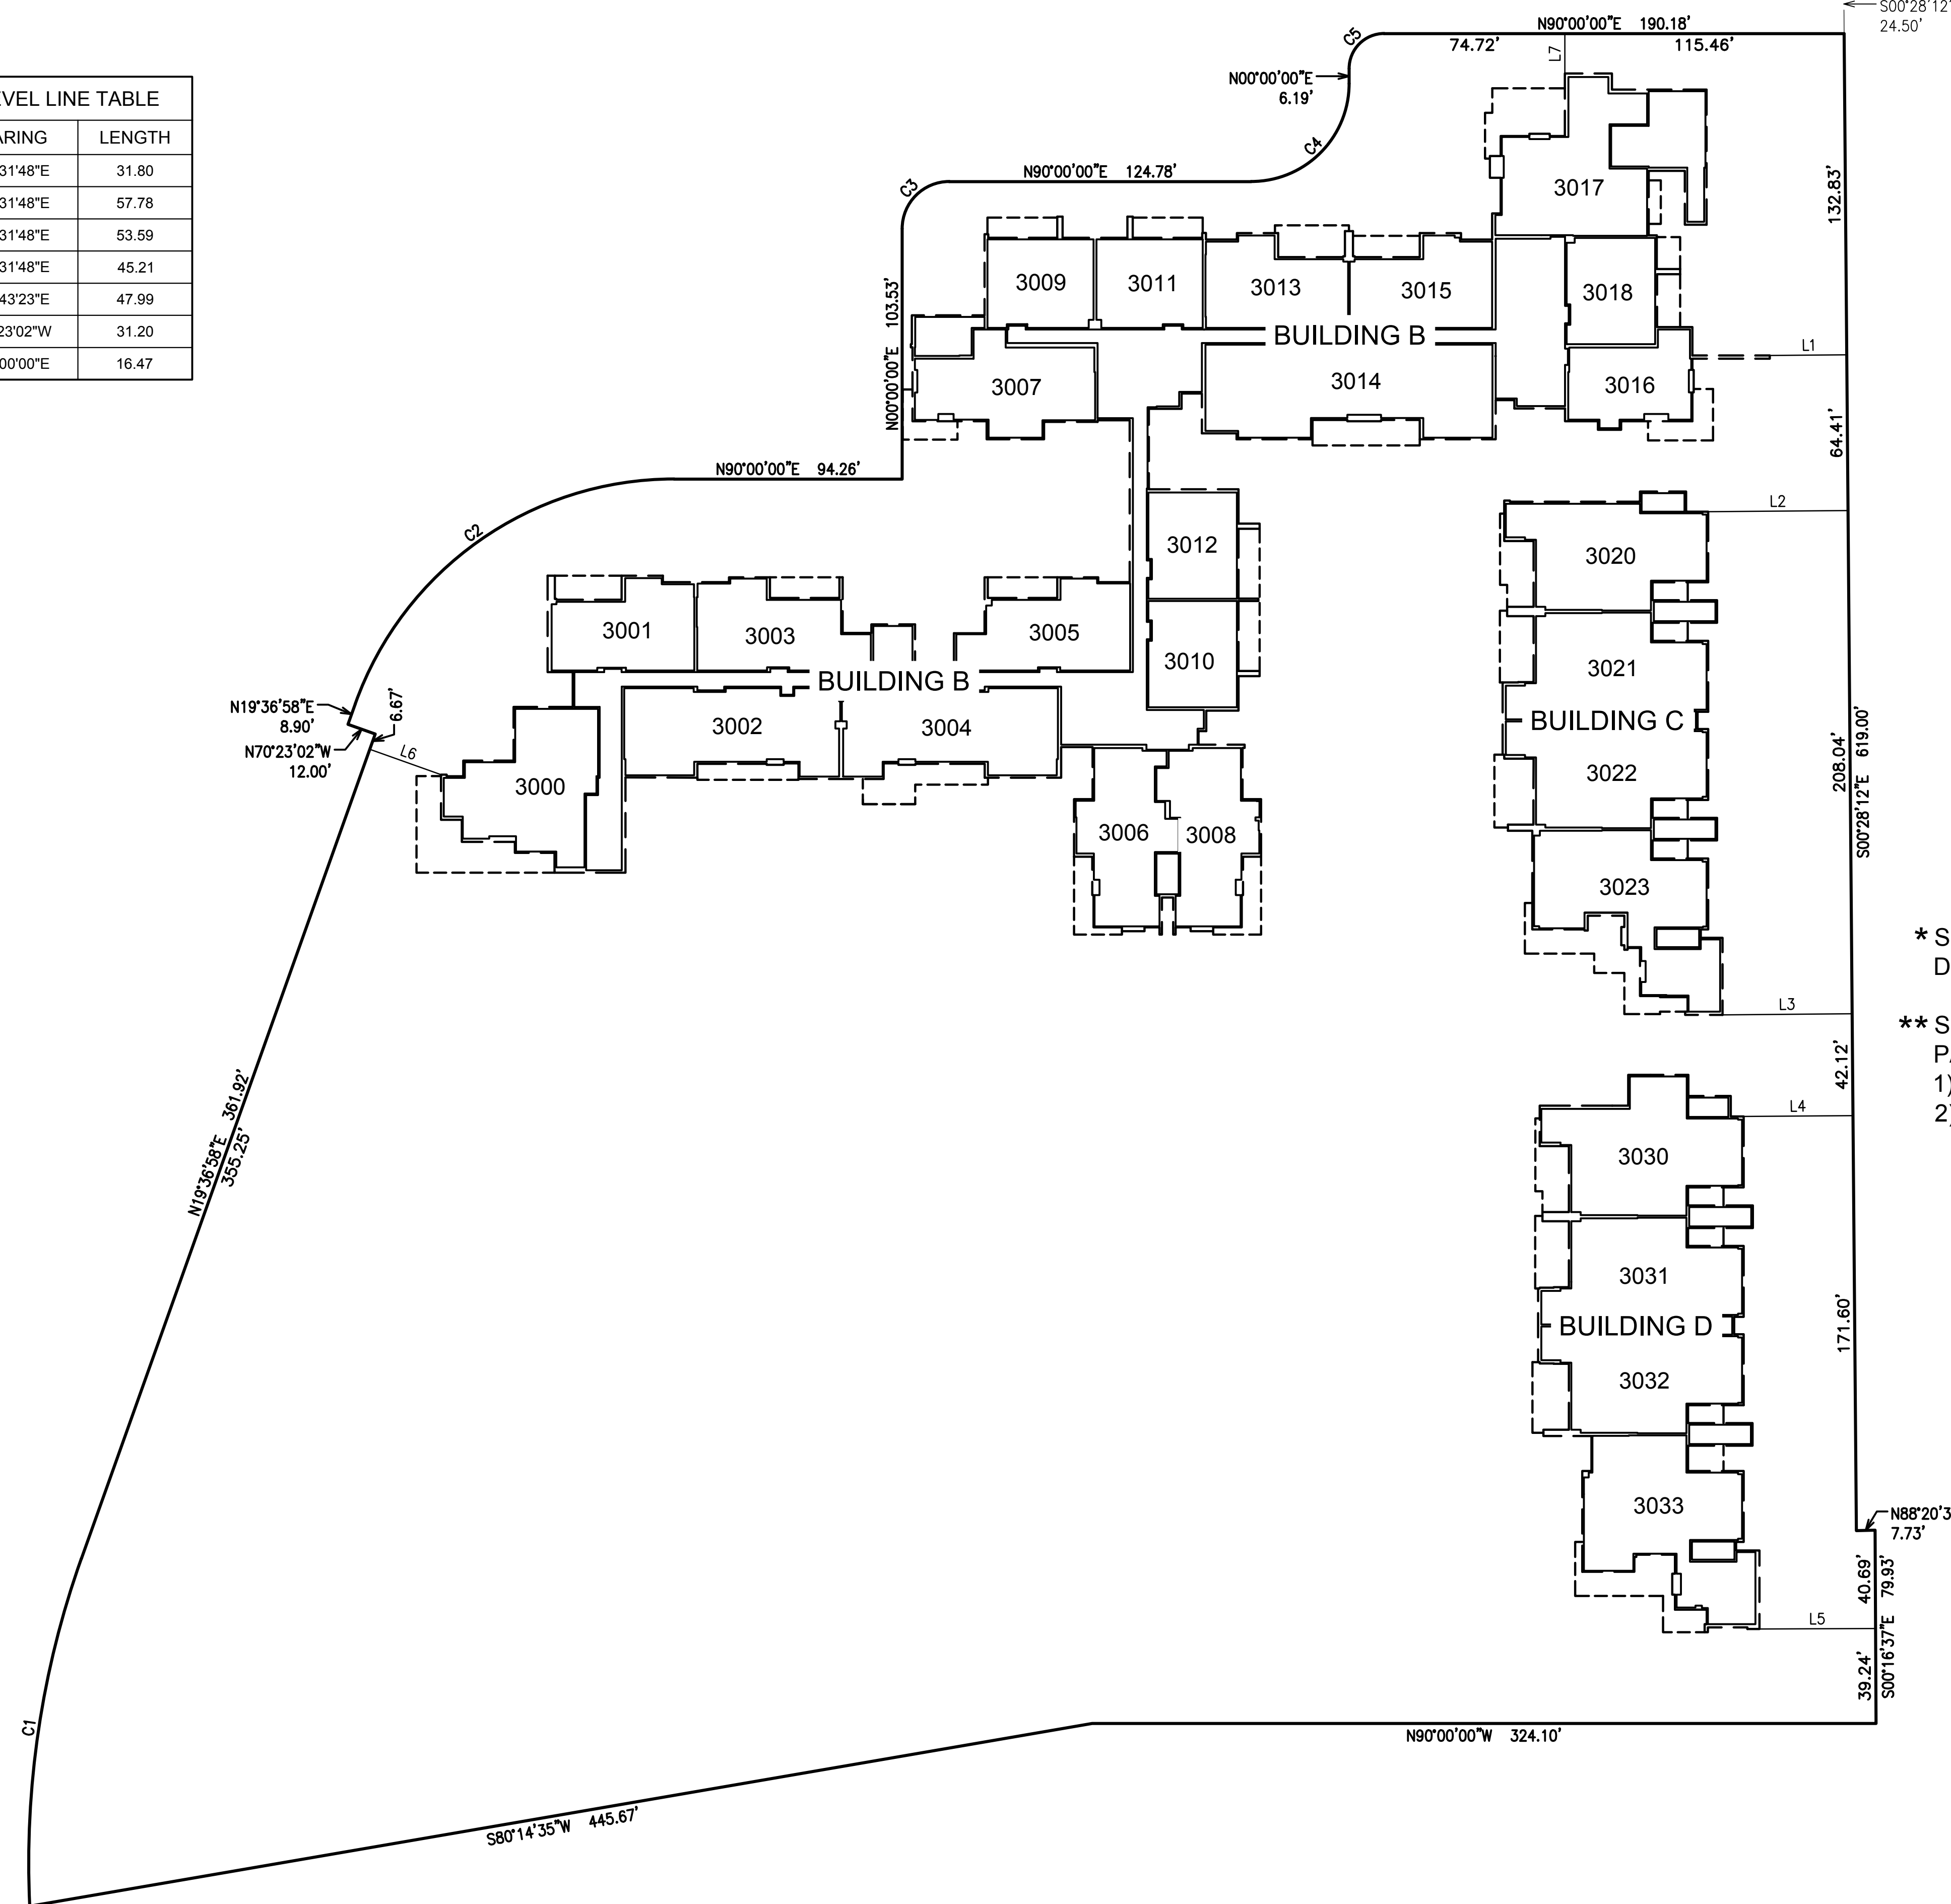 S00°28'12"
24.50'
N90°00'00"E 190.18'
74.72'
115.46'
C5
L7
N00°00'00"E
6.19'
C4
EVEL LINE TABLE
ARING LENGTH
31'48"E 31.80
31'48"E 57.78
31'48"E 53.59
31'48"E 45.21
43'23"E 47.99
23'02"W 31.20
00'00"E 16.47
N90°00'00"E 124.78'
C3
3017
132.83'
3009
3011
3013
3015
3018
N00°00'00"E 103.53'
BUILDING B
L1
3007
3014
3016
64.41'
N90°00'00"E 94.26'
C2
L2
3012
3020
3001
3003
3005
3010
3021
BUILDING B
N19°36'58"E
8.90'
6.67'
N70°23'02"W
12.00'
L6
3002
3004
BUILDING C
3000
3022
208.04'
S00°28'12"E 619.00'
3006
3008
3023
* S
D
L3
** S
P
1)
2)
42.12'
L4
N19°36'58"E 361.92'
355.25'
3030
3031
BUILDING D
171.60'
3032
3033
N88°20'3
7.73'
40.69'
S00°16'37"E 79.93'
L5
39.24'
C1
N90°00'00"W 324.10'
S80°14'35"W 445.67'